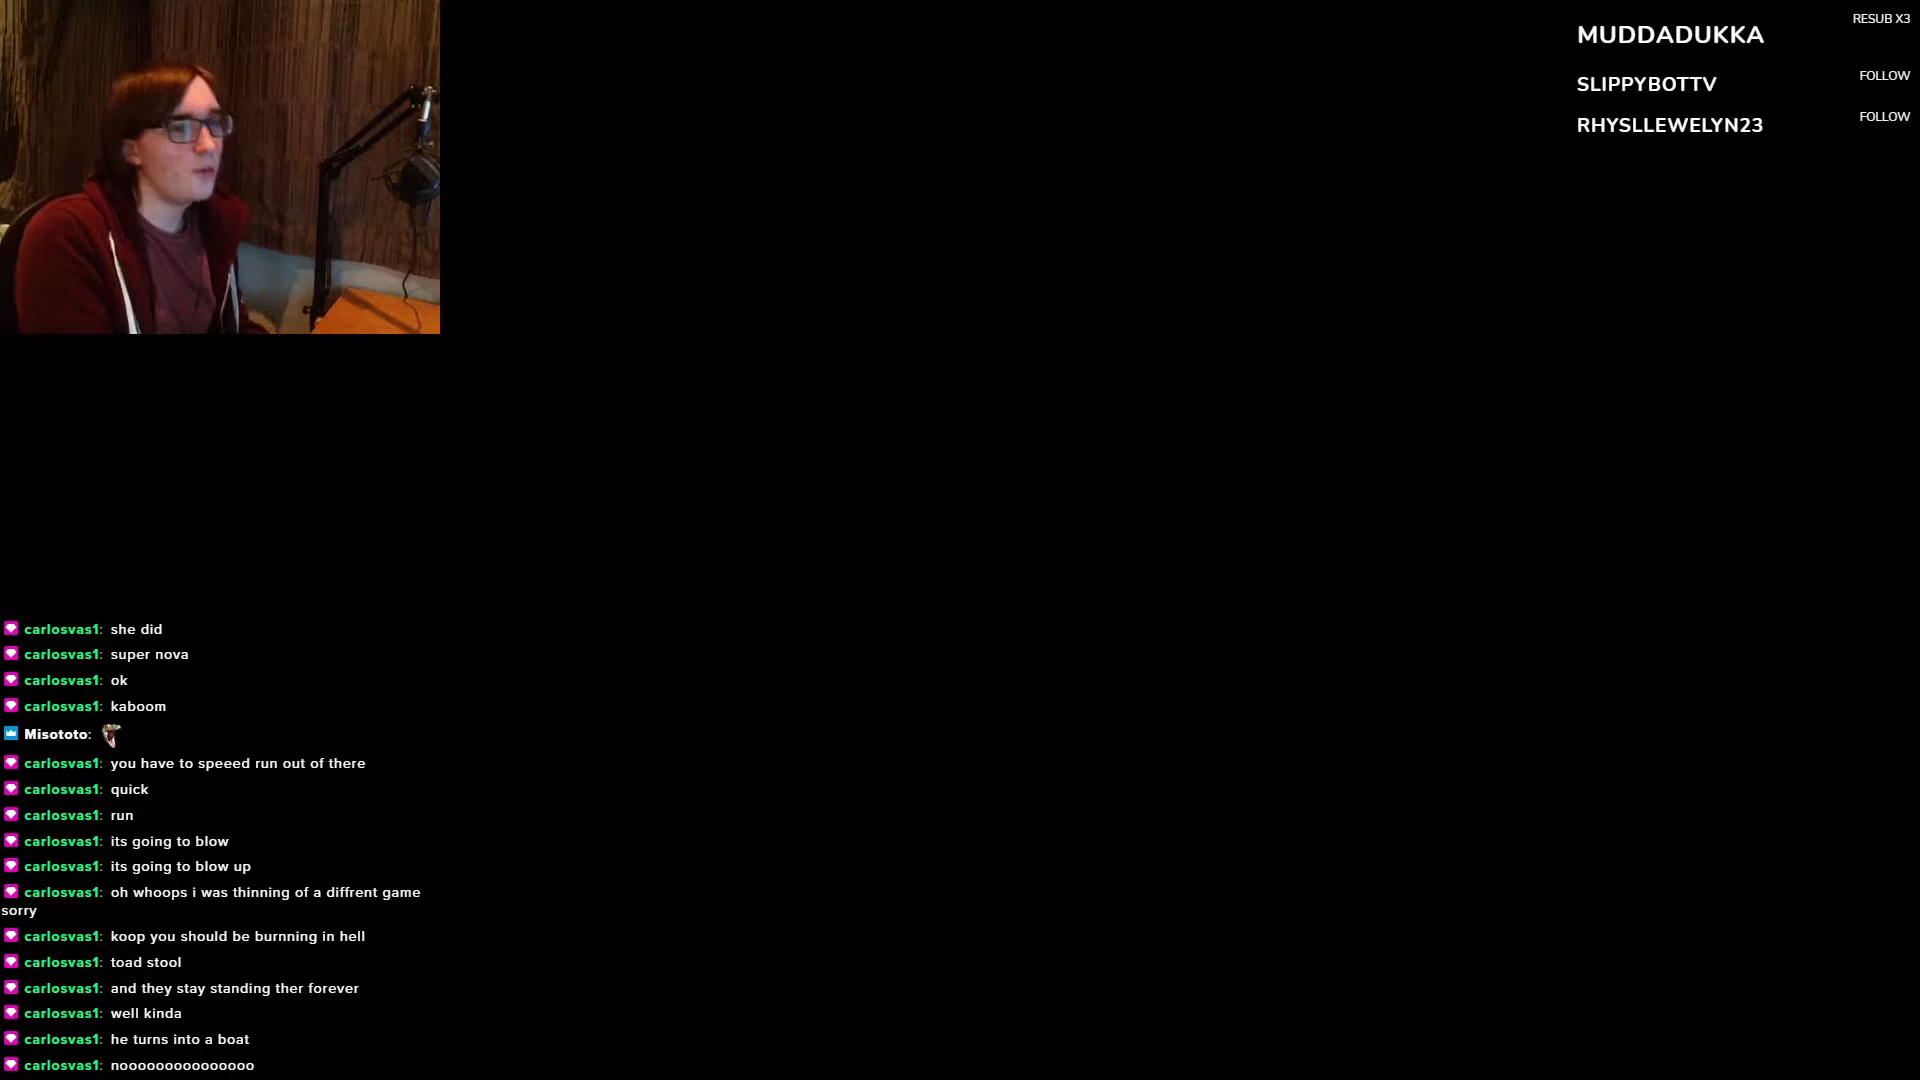 MUDDADUKKA RESUB X3
SLIPPYBOTTV FOLLOW
RHYSLLEWELYN23 FOLLOW
carlosvas1: she did
carlosvas1: super nova
carlosvas1: ok
carlosvas1: kaboom
Misototo:
carlosvas1: you have to speeed run out of there
carlosvas1: quick
carlosvas1: run
carlosvas1: its going to blow
carlosvas1: its going to blow up
carlosvas1: oh whoops i was thinning of a diffrent game
sorry
carlosvas1: koop you should be burnning in hell
carlosvas1: toad stool
carlosvas1: and they stay standing ther forever
carlosvas1: well kinda
carlosvas1: he turns into a boat
carlosvas1: nooooooooooooooo